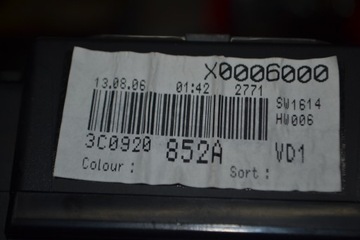 X0006000
13.08.06 01:42 2771
SW1614
HW006
3C0920 852A VD1
Colour : Sort :